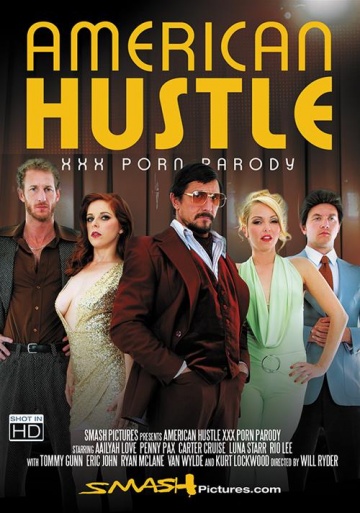 AMERICAN
HUSTLE
XXX PORN PARODY
SHOT IN
HD
SMASH PICTURES PRESENTS AMERICAN HUSTLE XXX PORN PARODY
STARRING AAILYAH LOVE PENNY PAX CARTER CRUISE LUNA STARR RIO LEE
WITH TOMMY GUNN ERIC JOHN RYAN MCLANE VAN WYLDE AND KURT LOCKWOOD DIRECTED BY WILL RYDER
SMASHPictures.com